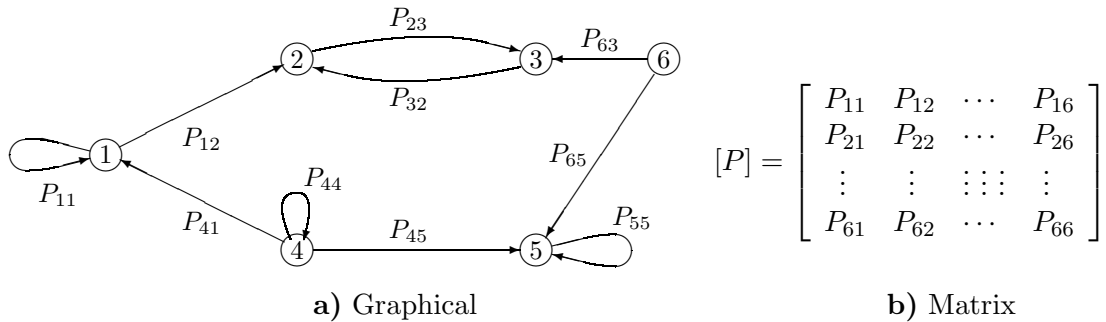 P₂₃
2 3 6
P₆₃
P₃₂
P₁₂
1
P₁₁
P₆₅
P₄₄
P₄₁
P₄₅
4 5
P₅₅
a) Graphical
[P] =
P₁₁ P₁₂ ⋯ P₁₆
P₂₁ P₂₂ ⋯ P₂₆
⋮ ⋮ ⋮⋮⋮ ⋮
P₆₁ P₆₂ ⋯ P₆₆
b) Matrix